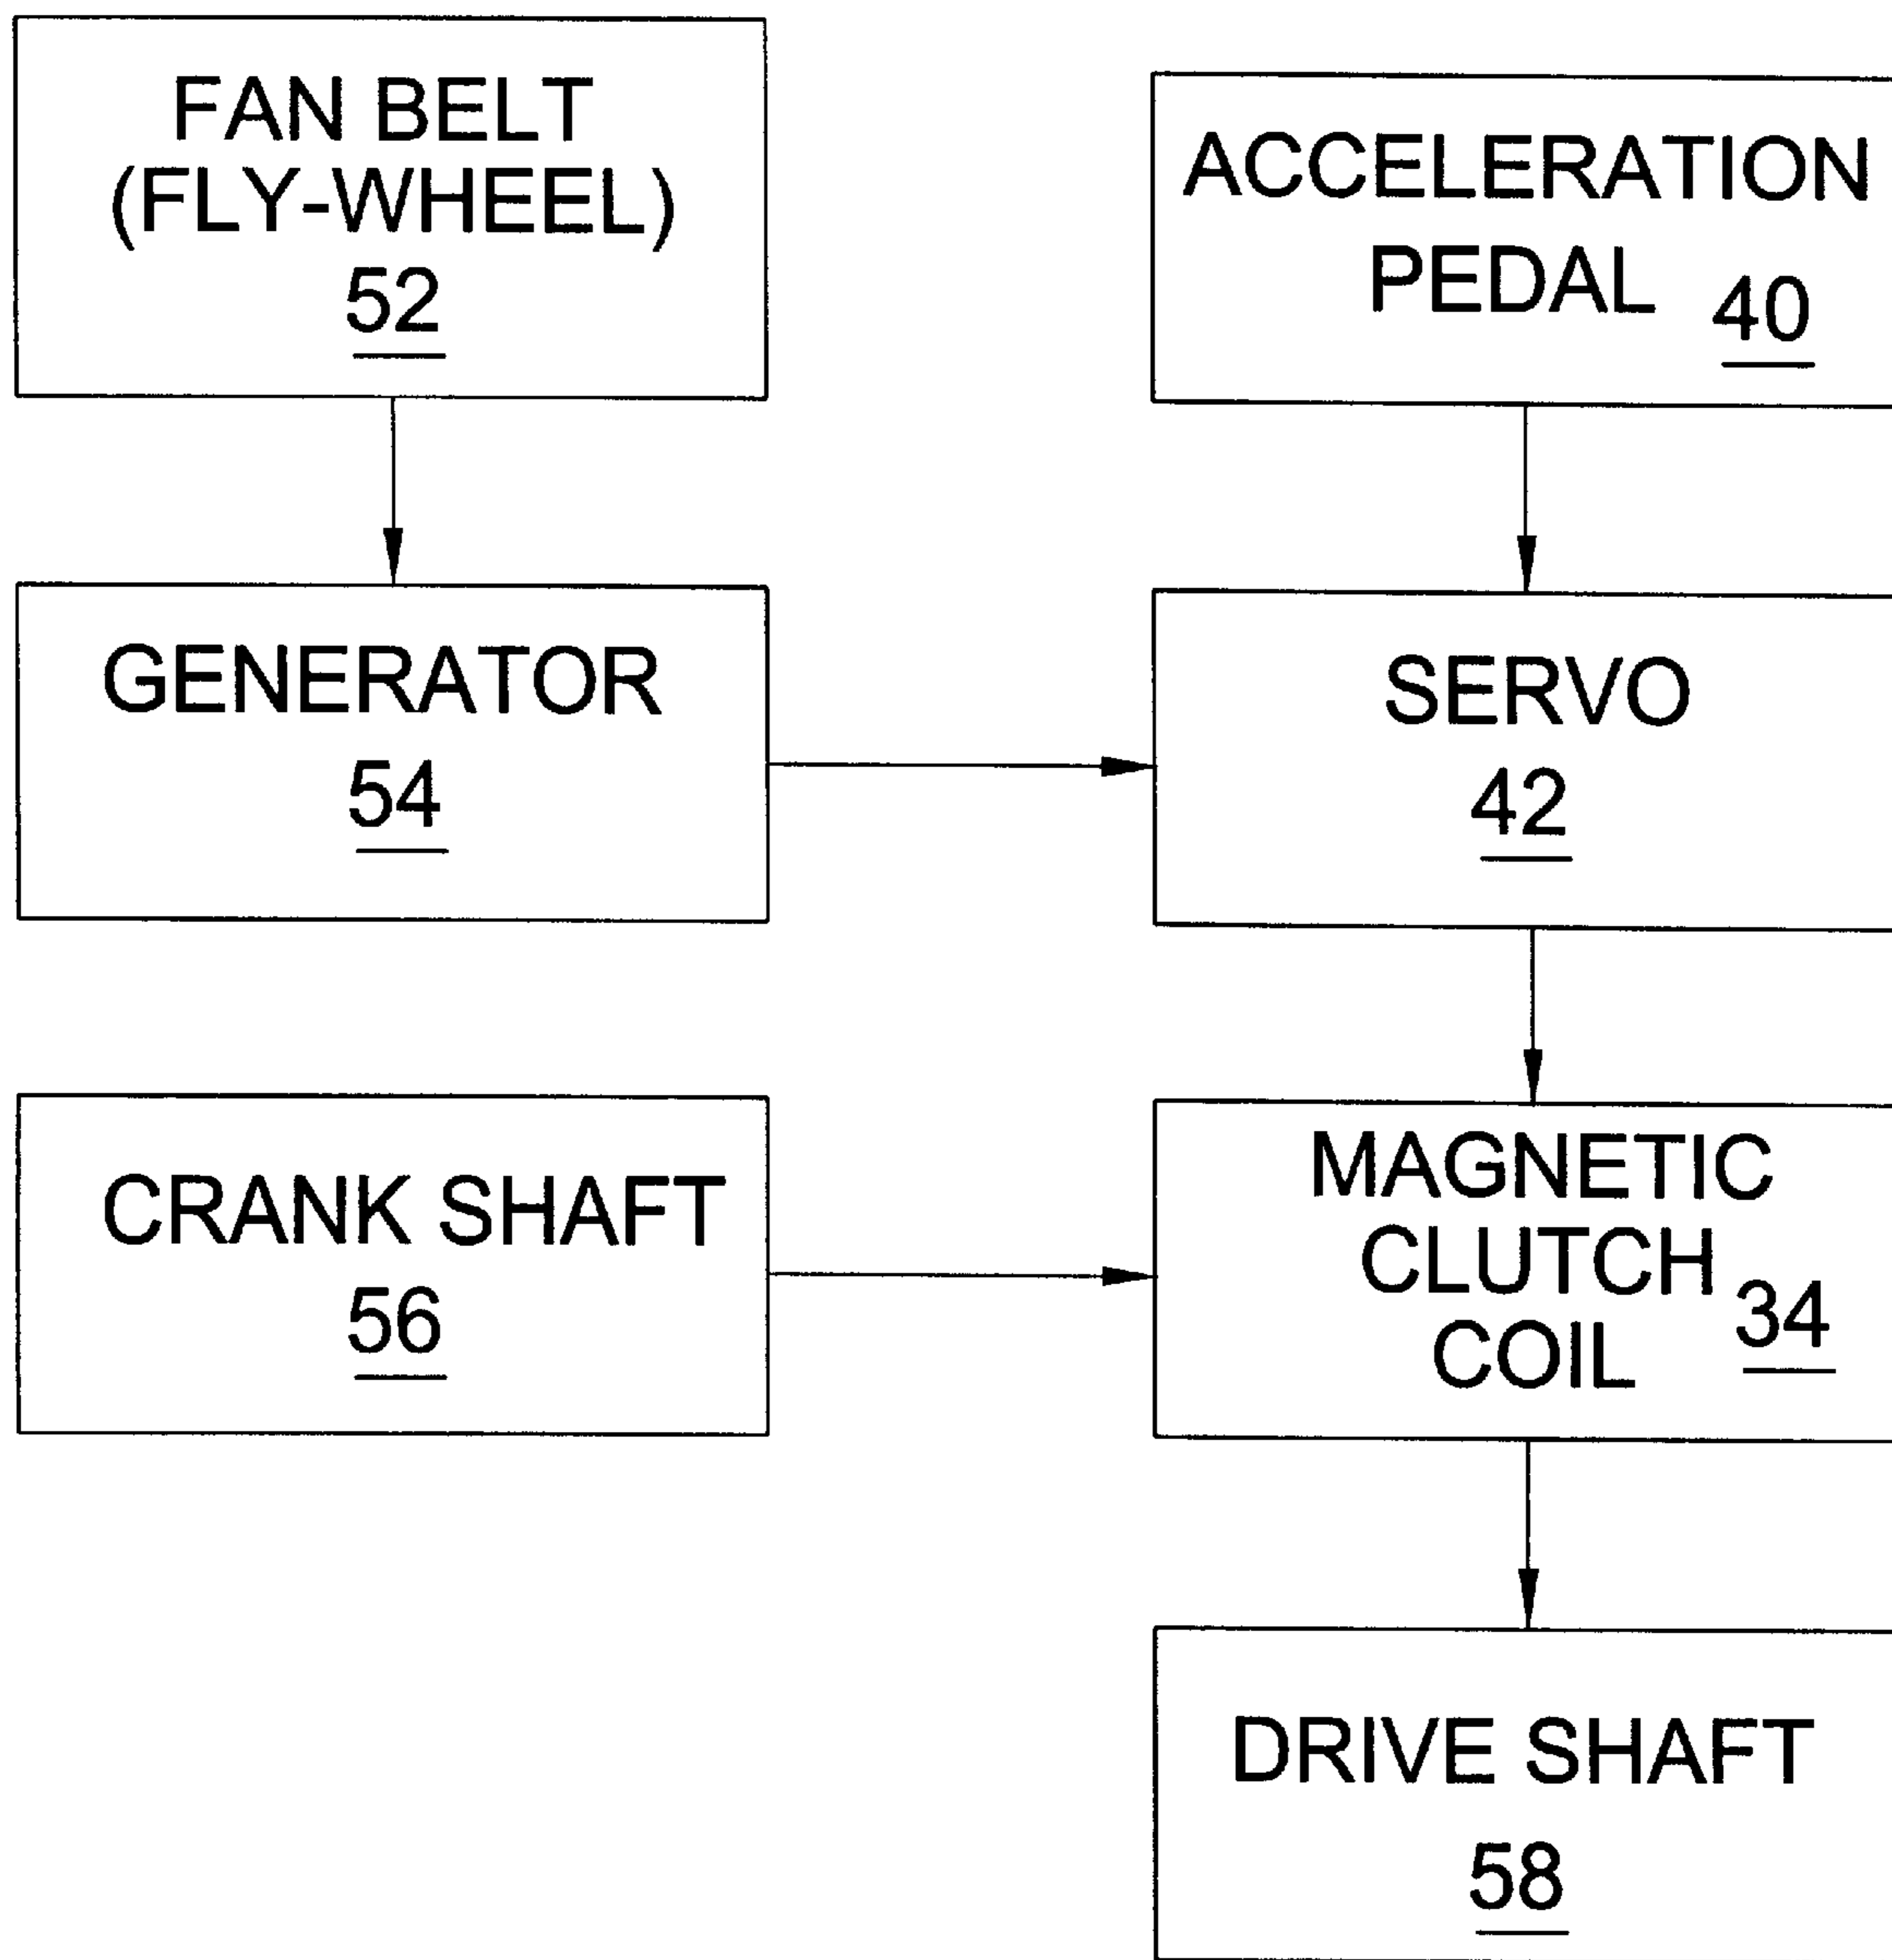 FAN BELT
(FLY-WHEEL)
52
ACCELERATION
PEDAL 40
GENERATOR
54
SERVO
42
CRANK SHAFT
56
MAGNETIC
CLUTCH
COIL 34
DRIVE SHAFT
58